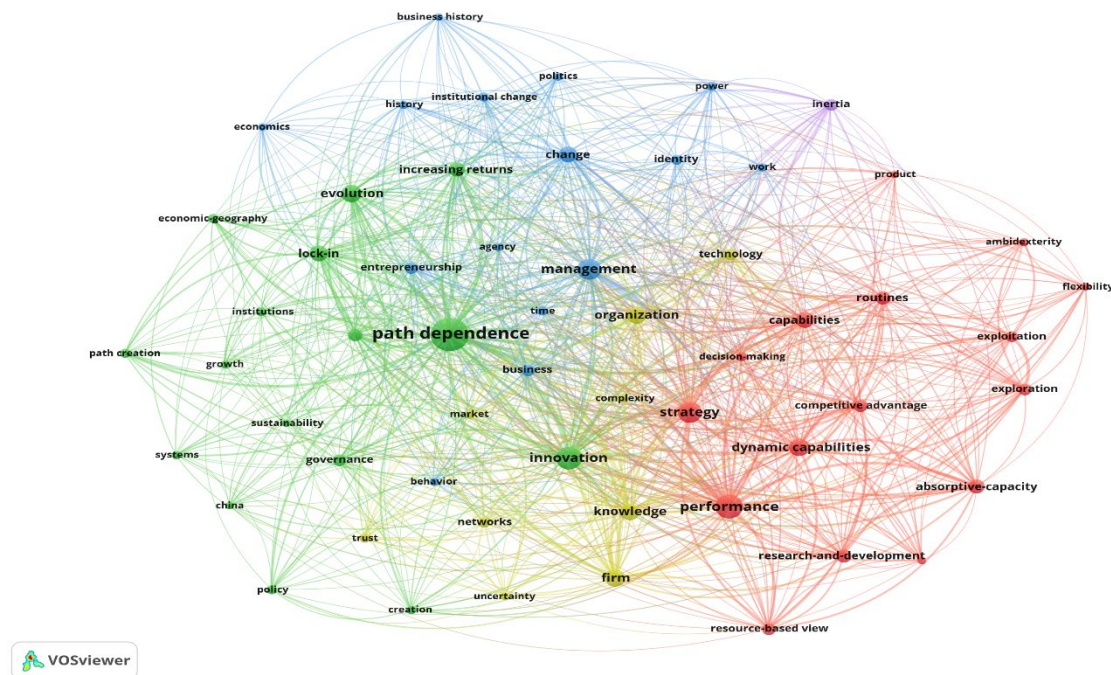 business history
politics
power
inertia
history
institutional change
economics
change
identity
work
product
increasing returns
evolution
economic-geography
ambidexterity
agency
lock-in
technology
entrepreneurship
management
flexibility
routines
institutions
time
organization
capabilities
path dependence
exploitation
path creation
growth
decision-making
business
exploration
complexity
market
strategy
competitive advantage
sustainability
dynamic capabilities
systems
governance
innovation
behavior
absorptive-capacity
china
performance
knowledge
networks
trust
research-and-development
firm
policy
uncertainty
creation
resource-based view
VOSviewer